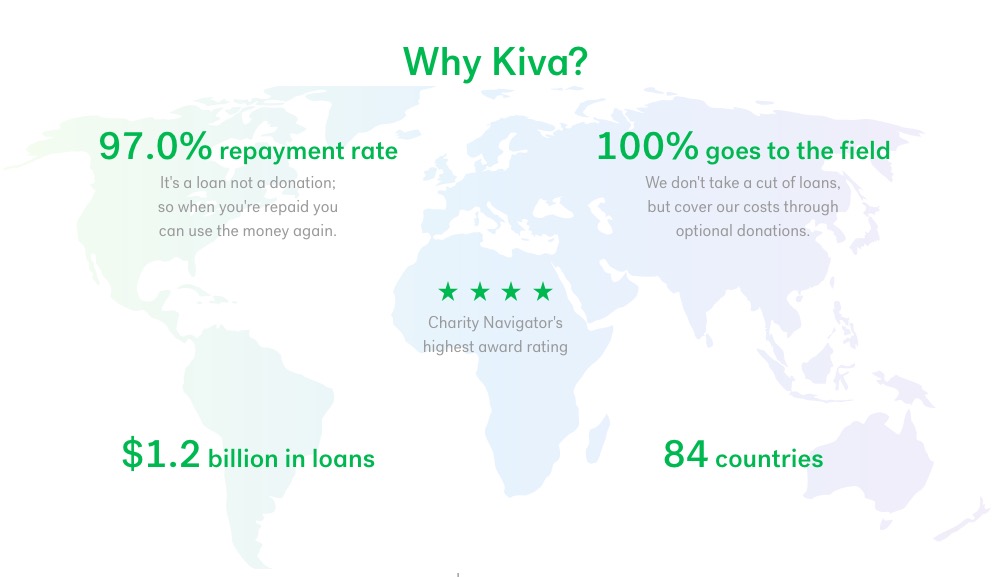 Why Kiva?
97.0% repayment rate
It's a loan not a donation;
so when you're repaid you
can use the money again.
100% goes to the field
We don't take a cut of loans,
but cover our costs through
optional donations.
★ ★ ★ ★
Charity Navigator's
highest award rating
$1.2 billion in loans
84 countries